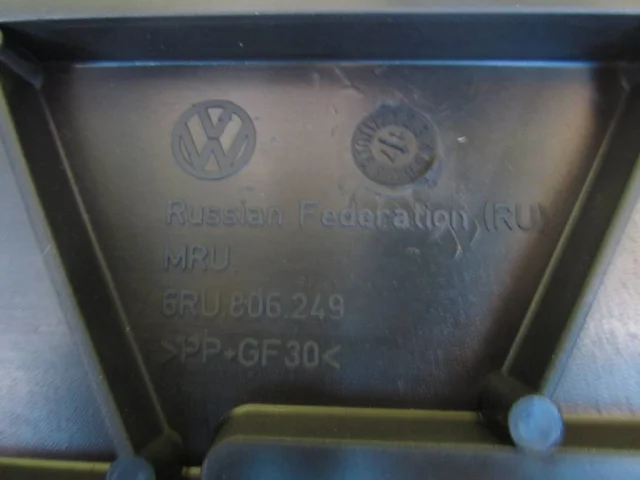 Russian Federation (RU)
MRU
6RU.806.249
>PP+GF30<